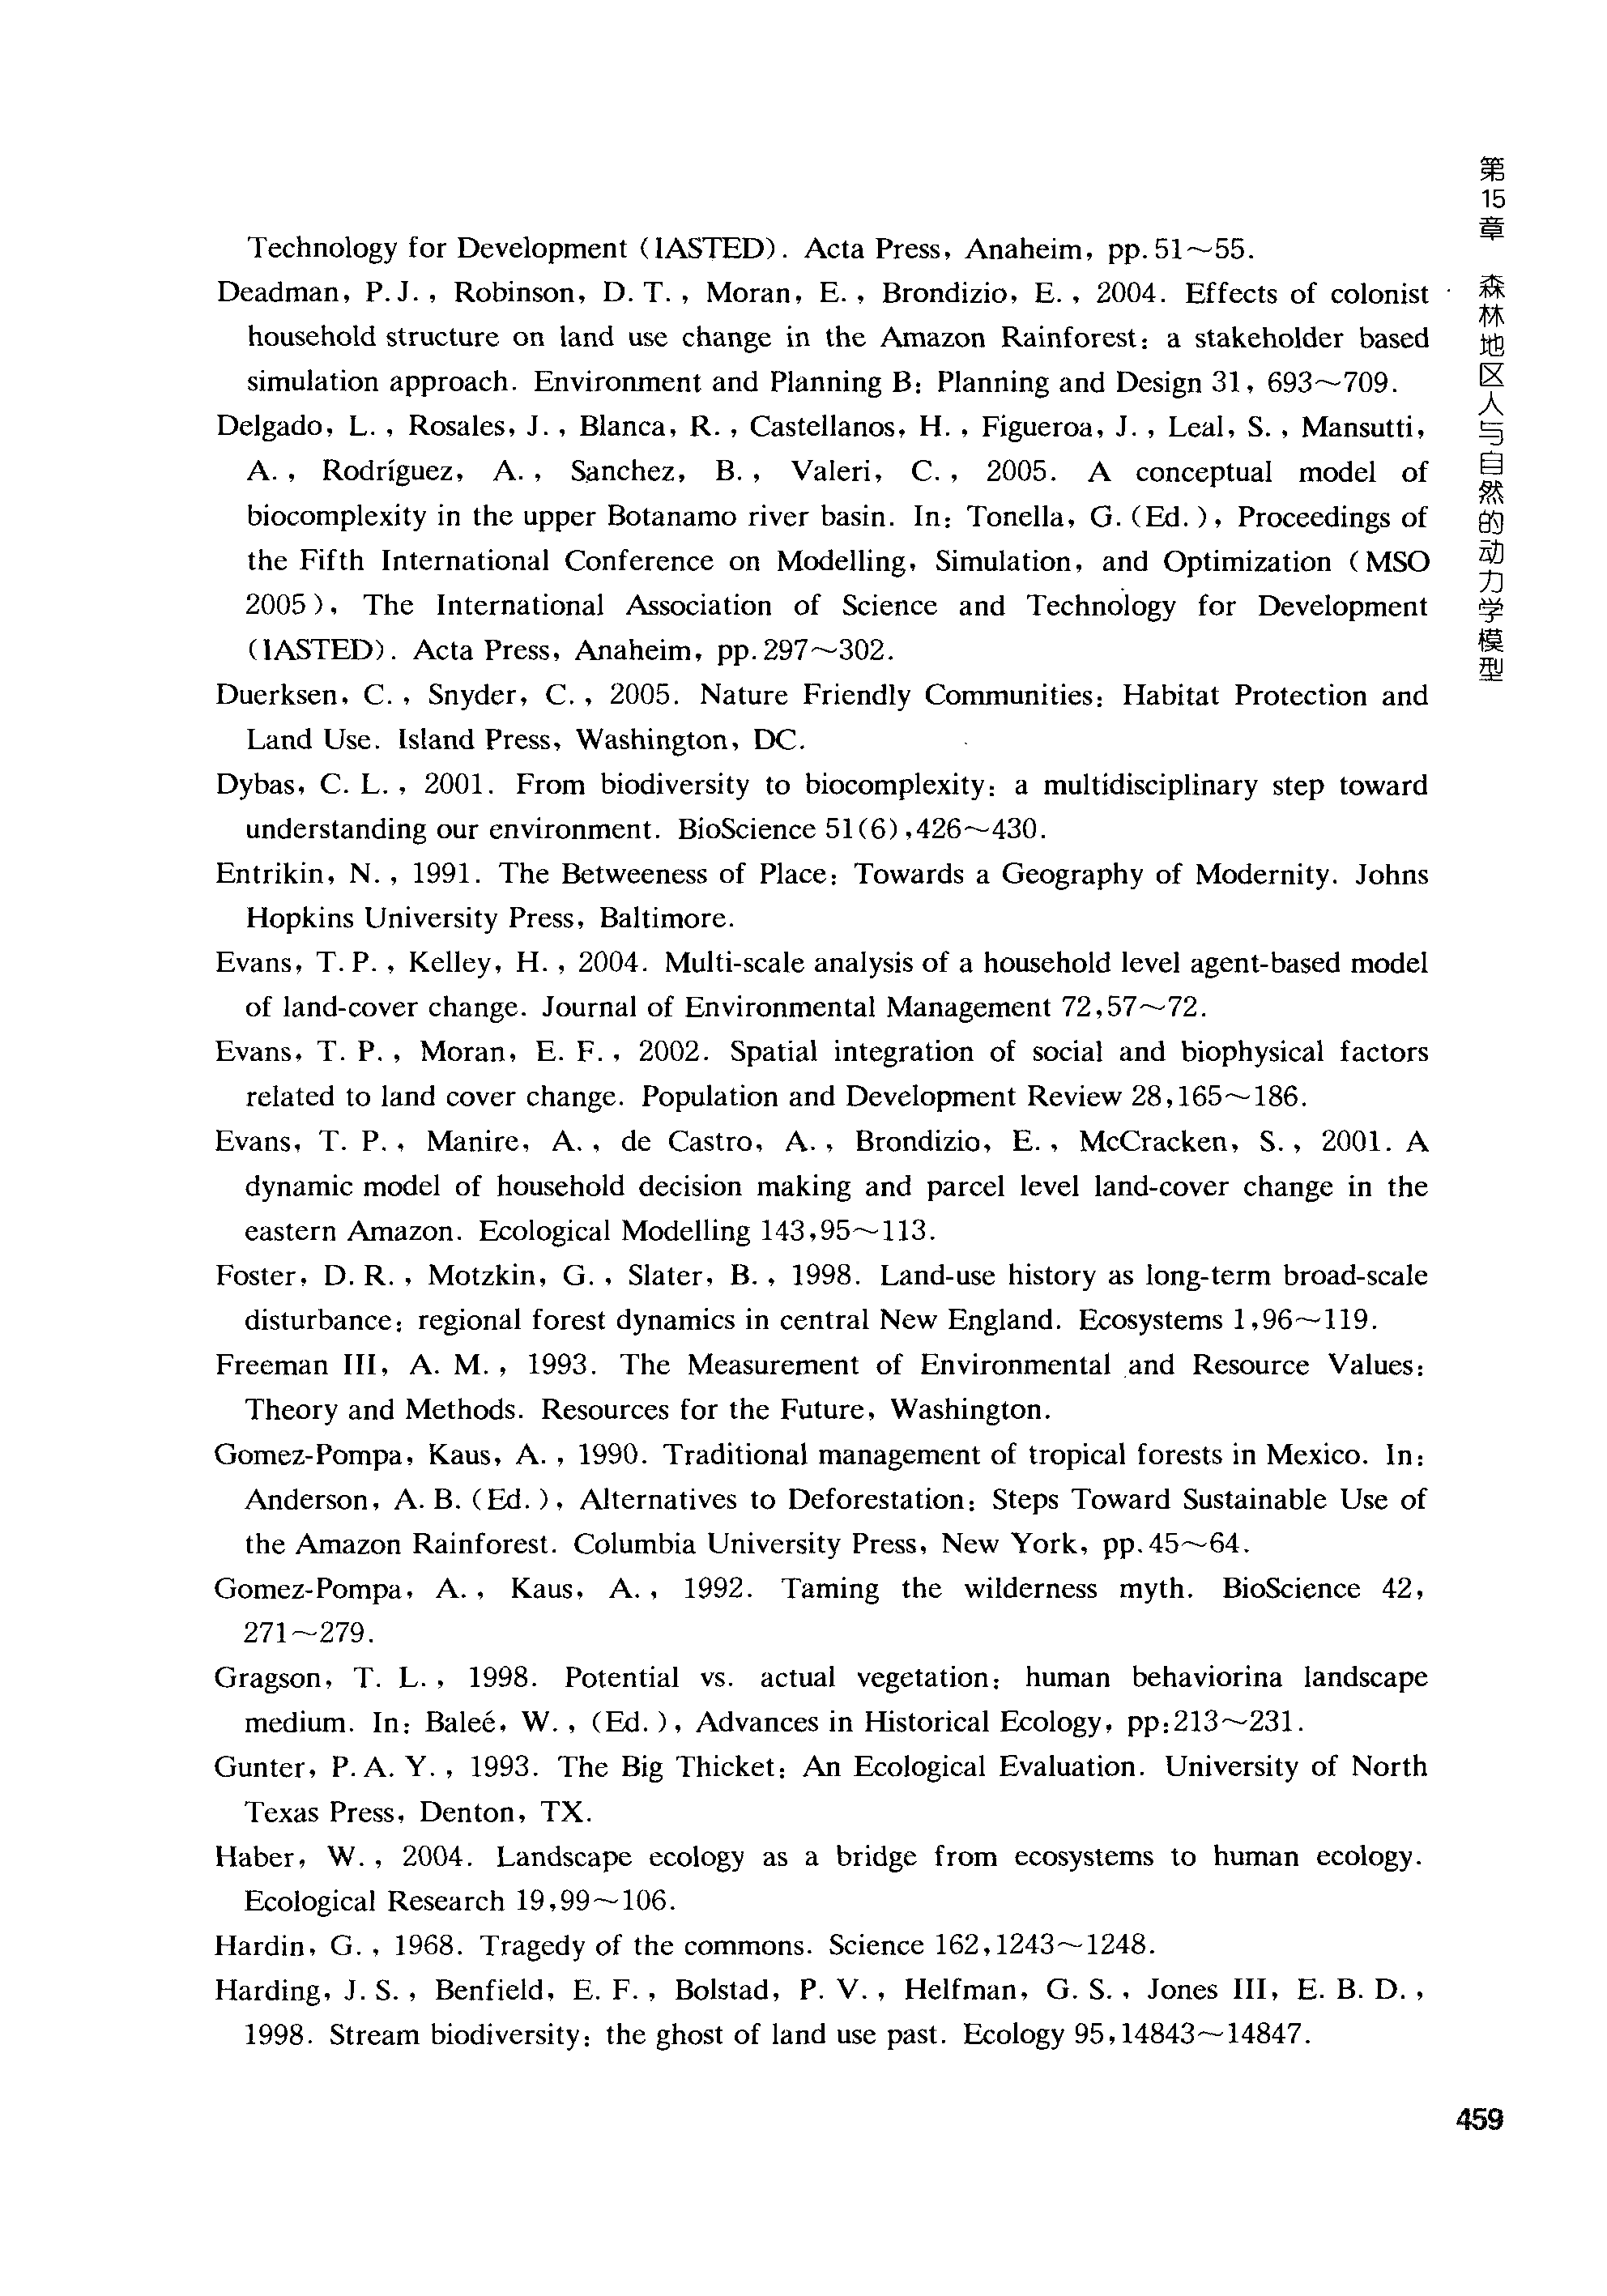 第15章 森林地区人与自然的动力学模型
Technology for Development (IASTED). Acta Press, Anaheim, pp. 51～55.
Deadman, P. J., Robinson, D. T., Moran, E., Brondizio, E., 2004. Effects of colonist
household structure on land use change in the Amazon Rainforest: a stakeholder based
simulation approach. Environment and Planning B: Planning and Design 31, 693～709.
Delgado, L., Rosales, J., Blanca, R., Castellanos, H., Figueroa, J., Leal, S., Mansutti,
A., Rodríguez, A., Sanchez, B., Valeri, C., 2005. A conceptual model of
biocomplexity in the upper Botanamo river basin. In: Tonella, G. (Ed.), Proceedings of
the Fifth International Conference on Modelling, Simulation, and Optimization (MSO
2005), The International Association of Science and Technology for Development
(IASTED). Acta Press, Anaheim, pp. 297～302.
Duerksen, C., Snyder, C., 2005. Nature Friendly Communities: Habitat Protection and
Land Use. Island Press, Washington, DC.
Dybas, C. L., 2001. From biodiversity to biocomplexity: a multidisciplinary step toward
understanding our environment. BioScience 51(6),426～430.
Entrikin, N., 1991. The Betweeness of Place: Towards a Geography of Modernity. Johns
Hopkins University Press, Baltimore.
Evans, T. P., Kelley, H., 2004. Multi-scale analysis of a household level agent-based model
of land-cover change. Journal of Environmental Management 72,57～72.
Evans, T. P., Moran, E. F., 2002. Spatial integration of social and biophysical factors
related to land cover change. Population and Development Review 28,165～186.
Evans, T. P., Manire, A., de Castro, A., Brondizio, E., McCracken, S., 2001. A
dynamic model of household decision making and parcel level land-cover change in the
eastern Amazon. Ecological Modelling 143,95～113.
Foster, D. R., Motzkin, G., Slater, B., 1998. Land-use history as long-term broad-scale
disturbance: regional forest dynamics in central New England. Ecosystems 1,96～119.
Freeman III, A. M., 1993. The Measurement of Environmental and Resource Values:
Theory and Methods. Resources for the Future, Washington.
Gomez-Pompa, Kaus, A., 1990. Traditional management of tropical forests in Mexico. In:
Anderson, A. B. (Ed.), Alternatives to Deforestation: Steps Toward Sustainable Use of
the Amazon Rainforest. Columbia University Press, New York, pp. 45～64.
Gomez-Pompa, A., Kaus, A., 1992. Taming the wilderness myth. BioScience 42,
271～279.
Gragson, T. L., 1998. Potential vs. actual vegetation: human behaviorina landscape
medium. In: Baleé, W., (Ed.), Advances in Historical Ecology, pp:213～231.
Gunter, P. A. Y., 1993. The Big Thicket: An Ecological Evaluation. University of North
Texas Press, Denton, TX.
Haber, W., 2004. Landscape ecology as a bridge from ecosystems to human ecology.
Ecological Research 19,99～106.
Hardin, G., 1968. Tragedy of the commons. Science 162,1243～1248.
Harding, J. S., Benfield, E. F., Bolstad, P. V., Helfman, G. S., Jones III, E. B. D.,
1998. Stream biodiversity: the ghost of land use past. Ecology 95,14843～14847.
459